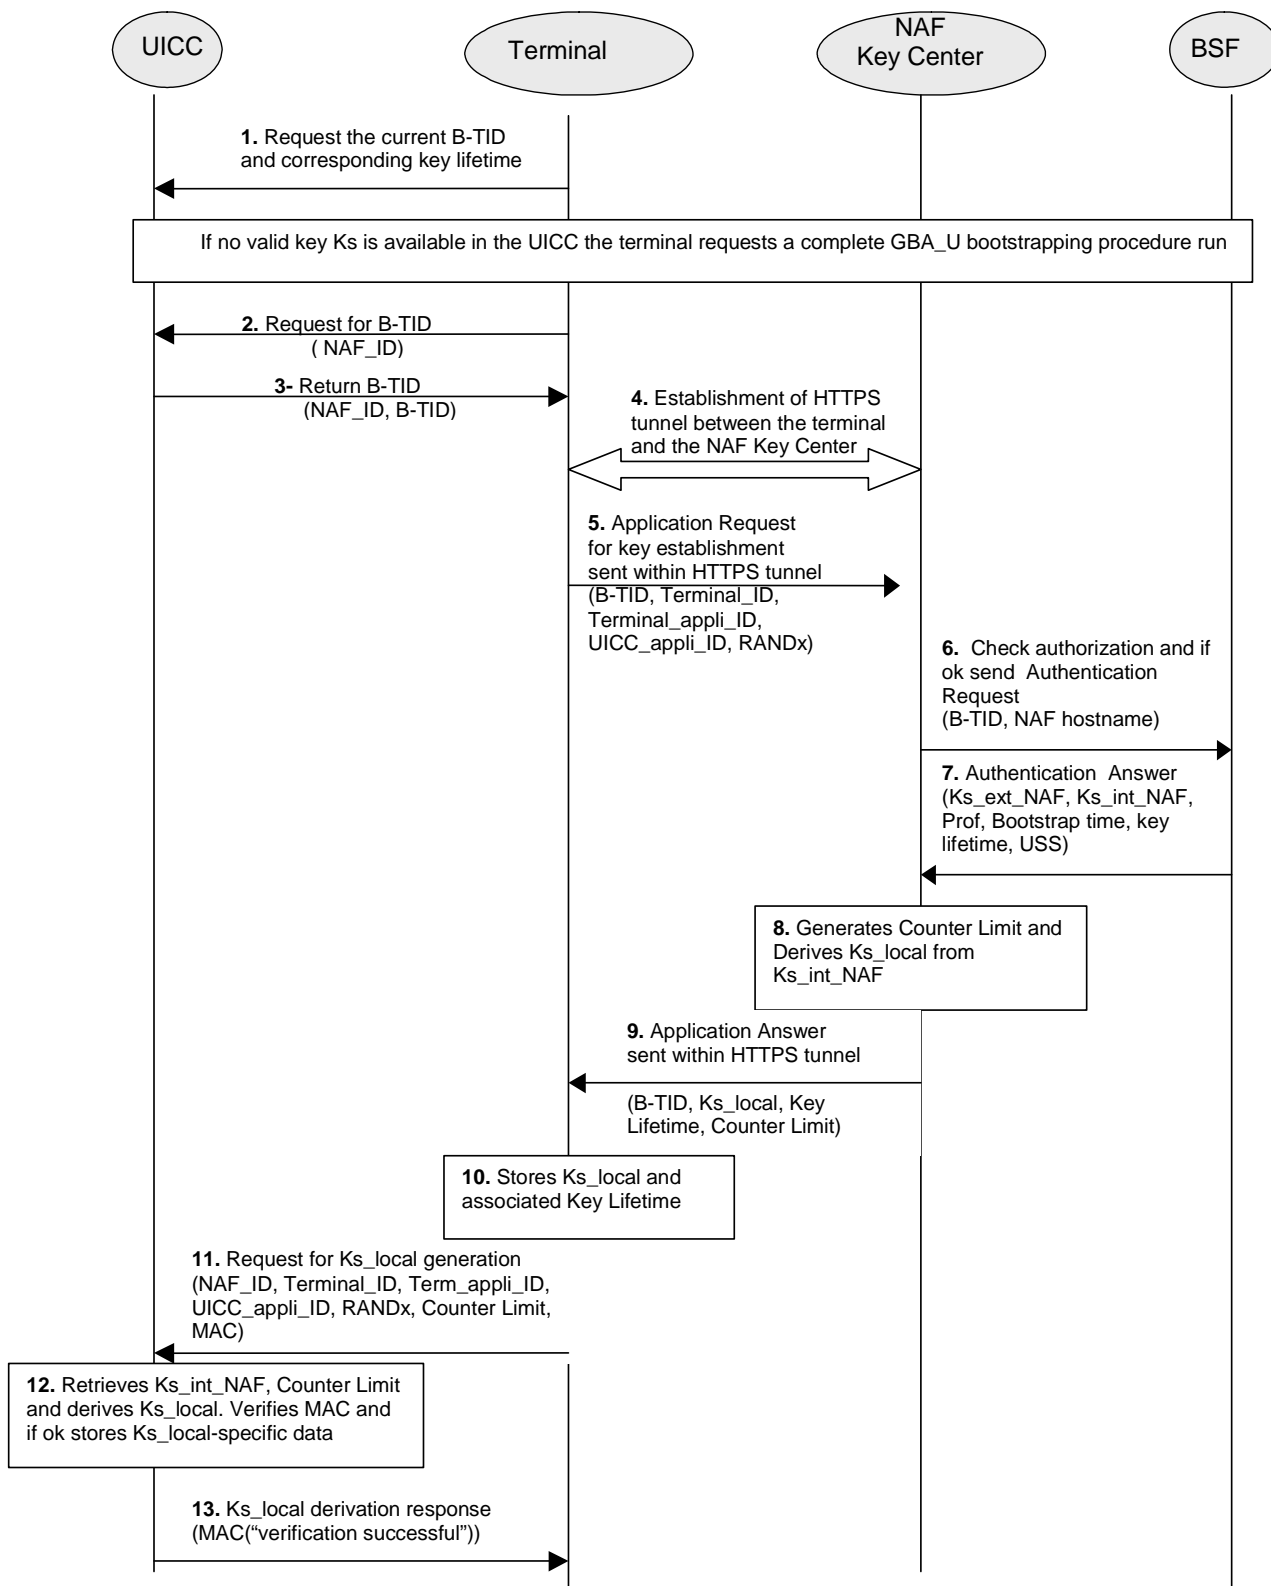 UICC
Terminal
NAF
Key Center
BSF
1. Request the current B-TID
and corresponding key lifetime
If no valid key Ks is available in the UICC the terminal requests a complete GBA_U bootstrapping procedure run
2. Request for B-TID
( NAF_ID)
3- Return B-TID
(NAF_ID, B-TID)
4. Establishment of HTTPS
tunnel between the terminal
and the NAF Key Center
5. Application Request
for key establishment
sent within HTTPS tunnel
(B-TID, Terminal_ID,
Terminal_appli_ID,
UICC_appli_ID, RANDx)
6. Check authorization and if
ok send Authentication
Request
(B-TID, NAF hostname)
7. Authentication Answer
(Ks_ext_NAF, Ks_int_NAF,
Prof, Bootstrap time, key
lifetime, USS)
8. Generates Counter Limit and
Derives Ks_local from
Ks_int_NAF
9. Application Answer
sent within HTTPS tunnel
(B-TID, Ks_local, Key
Lifetime, Counter Limit)
10. Stores Ks_local and
associated Key Lifetime
11. Request for Ks_local generation
(NAF_ID, Terminal_ID, Term_appli_ID,
UICC_appli_ID, RANDx, Counter Limit,
MAC)
12. Retrieves Ks_int_NAF, Counter Limit
and derives Ks_local. Verifies MAC and
if ok stores Ks_local-specific data
13. Ks_local derivation response
(MAC(“verification successful”))